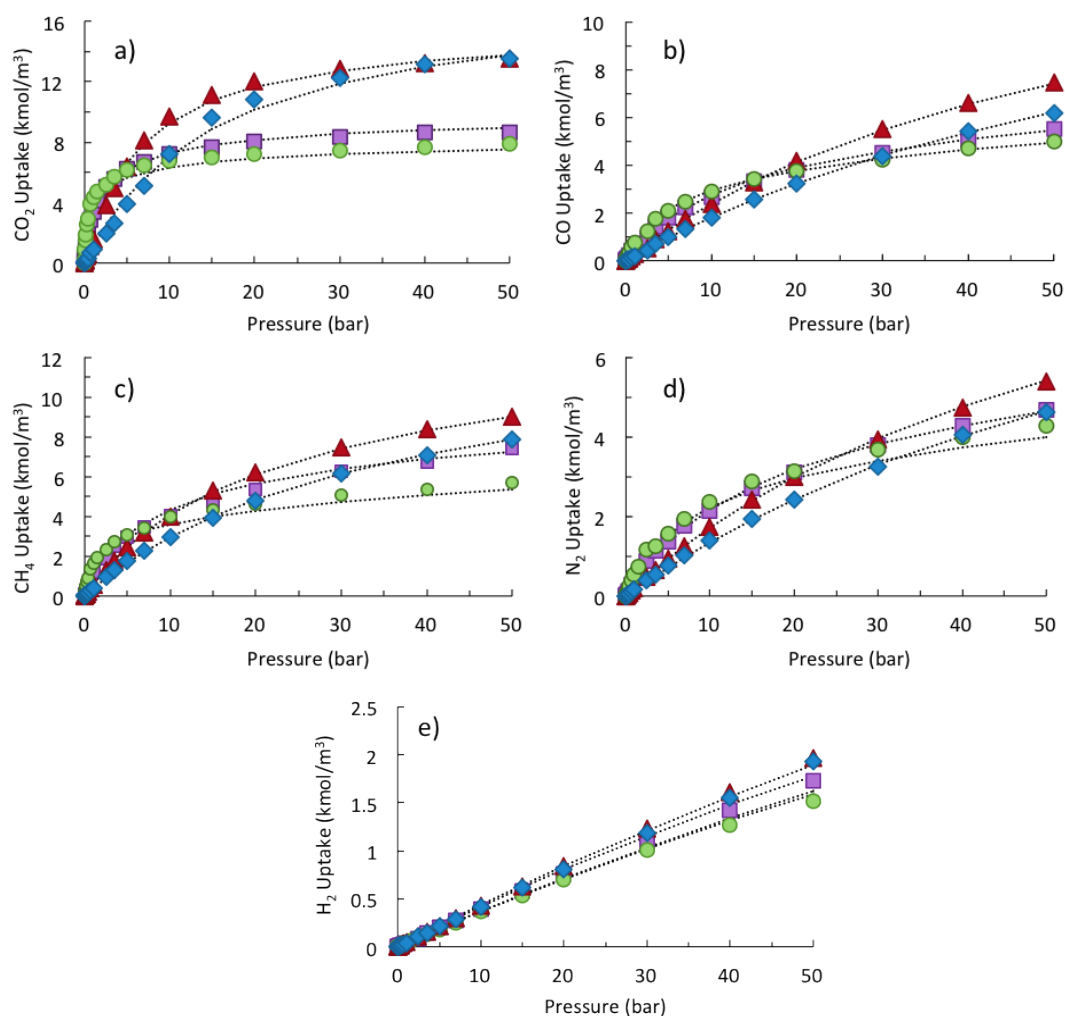 a)
CO2 Uptake (kmol/m³)
16
12
8
4
0
0 10 20 30 40 50
Pressure (bar)
b)
CO Uptake (kmol/m³)
10
8
6
4
2
0
0 10 20 30 40 50
Pressure (bar)
c)
CH4 Uptake (kmol/m³)
12
10
8
6
4
2
0
0 10 20 30 40 50
Pressure (bar)
d)
N2 Uptake (kmol/m³)
6
4
2
0
0 10 20 30 40 50
Pressure (bar)
e)
H2 Uptake (kmol/m³)
2.5
2
1.5
1
0.5
0
0 10 20 30 40 50
Pressure (bar)